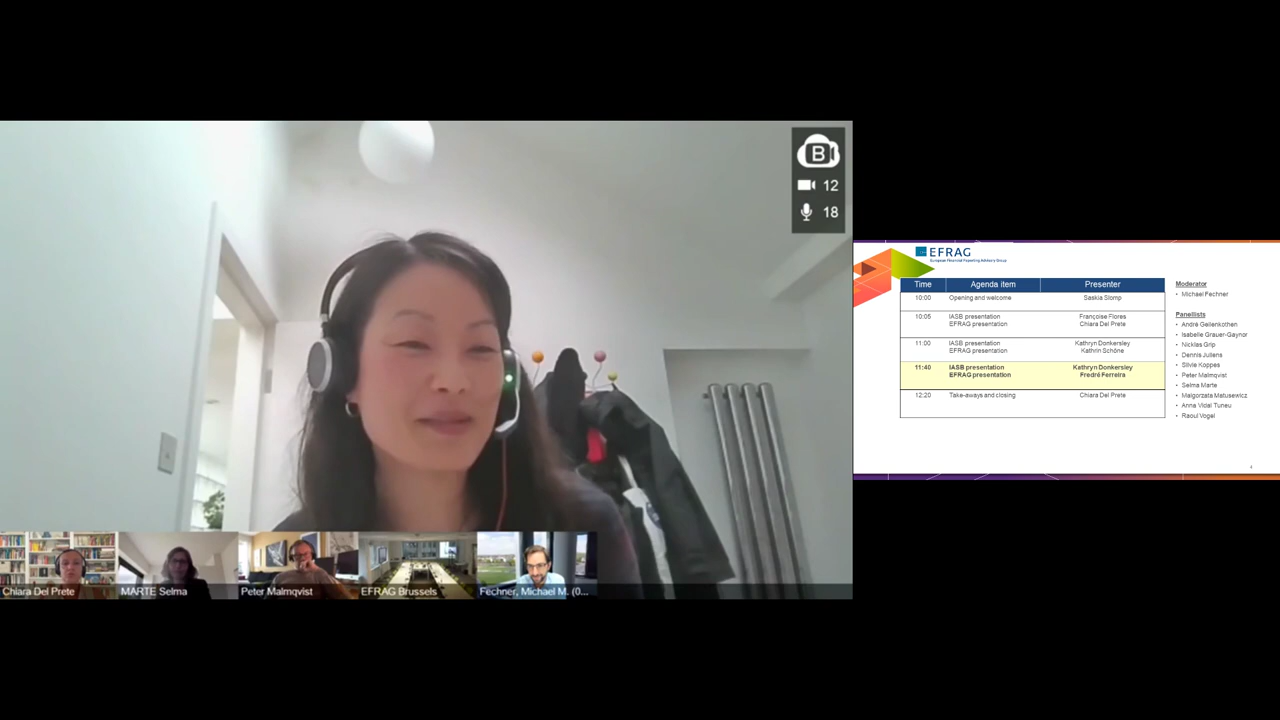 B
12
18
Chiara Del Prete
MARTE Selma
Peter Malmqvist
EFRAG Brussels
Fechner, Michael M. (0...
EFRAG
European Financial Reporting Advisory Group
Time Agenda item Presenter
10:00 Opening and welcome Saskia Slomp
10:05 IASB presentation Françoise Flores
EFRAG presentation Chiara Del Prete
11:00 IASB presentation Kathryn Donkersley
EFRAG presentation Kathrin Schöne
11:40 IASB presentation Kathryn Donkersley
EFRAG presentation Fredré Ferreira
12:20 Take-aways and closing Chiara Del Prete
Moderator
• Michael Fechner
Panellists
• André Geilenkothen
• Isabelle Grauer-Gaynor
• Nicklas Grip
• Dennis Jullens
• Silvie Koppes
• Peter Malmqvist
• Selma Marte
• Malgorzata Matusewicz
• Anna Vidal Tuneu
• Raoul Vogel